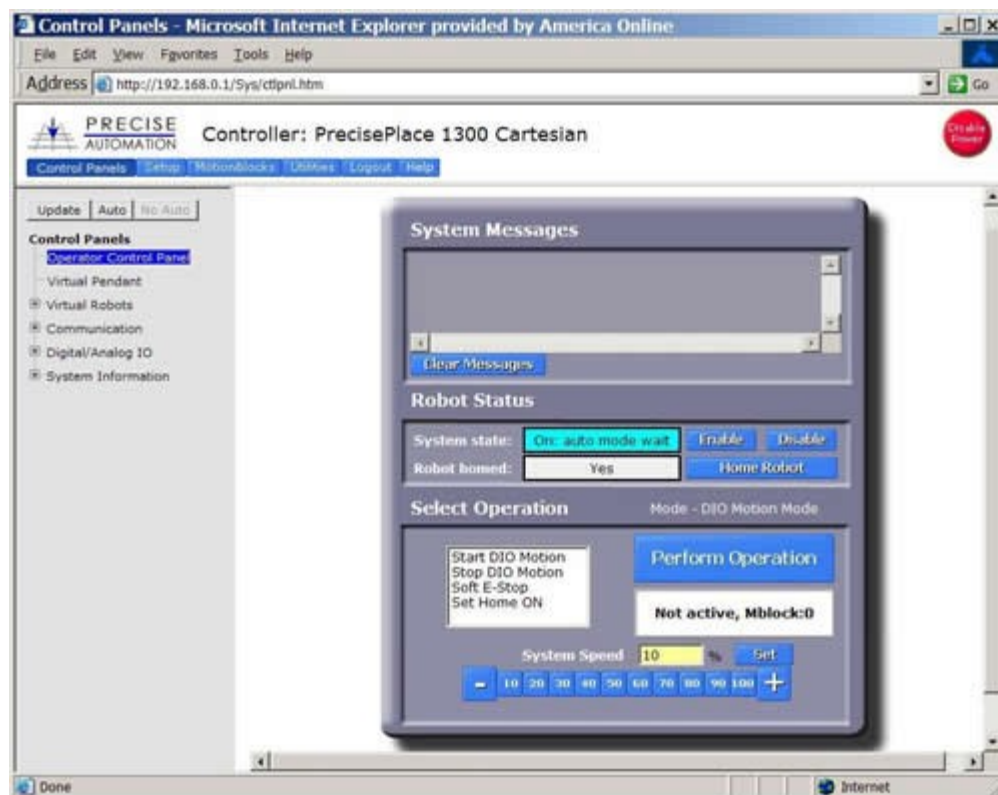 Control Panels - Microsoft Internet Explorer provided by America Online
File Edit View Favorites Tools Help
Address http://192.168.0.1/Sys/ctlpnl.htm Go
PRECISE
AUTOMATION
Controller: PrecisePlace 1300 Cartesian
Disable
Power
Control Panels Setup MotionBlocks Utilities Logout Help
Update Auto No Auto
Control Panels
Operator Control Panel
Virtual Pendant
Virtual Robots
Communication
Digital/Analog IO
System Information
System Messages
Clear Messages
Robot Status
System state: On: auto mode wait Enable Disable
Robot homed: Yes Home Robot
Select Operation Mode - DIO Motion Mode
Start DIO Motion
Stop DIO Motion
Soft E-Stop
Set Home ON
Perform Operation
Not active, Mblock:0
System Speed 10 % Set
- 10 20 30 40 50 60 70 80 90 100 +
Done Internet